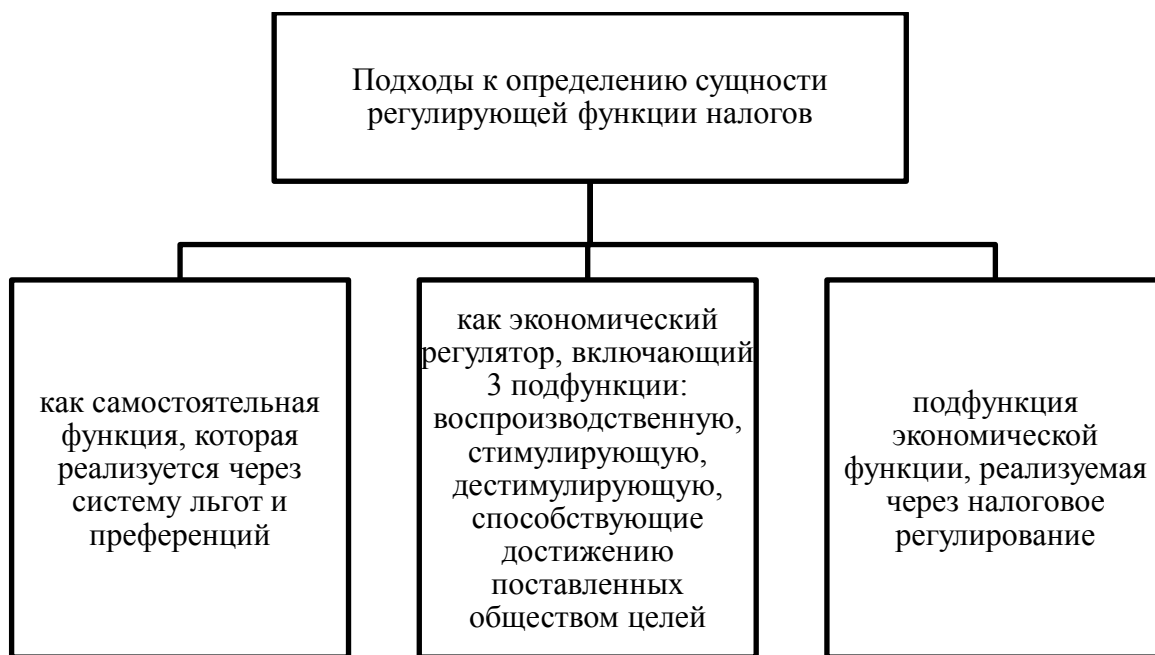 Подходы к определению сущности
регулирующей функции налогов
как самостоятельная
функция, которая
реализуется через
систему льгот и
преференций
как экономический
регулятор, включающий
3 подфункции:
воспроизводственную,
стимулирующую,
дестимулирующую,
способствующие
достижению
поставленных
обществом целей
подфункция
экономической
функции, реализуемая
через налоговое
регулирование